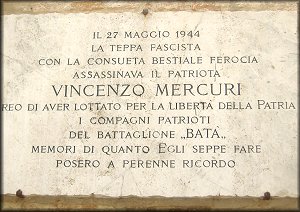 IL 27 MAGGIO 1944
LA TEPPA FASCISTA
CON LA CONSUETA BESTIALE FEROCIA
ASSASSINAVA IL PATRIOTA
VINCENZO MERCURI
REO DI AVER LOTTATO PER LA LIBERTÀ DELLA PATRIA
I COMPAGNI PATRIOTI
DEL BATTAGLIONE „BATA„
MEMORI DI QUANTO EGLI SEPPE FARE
POSERO A PERENNE RICORDO